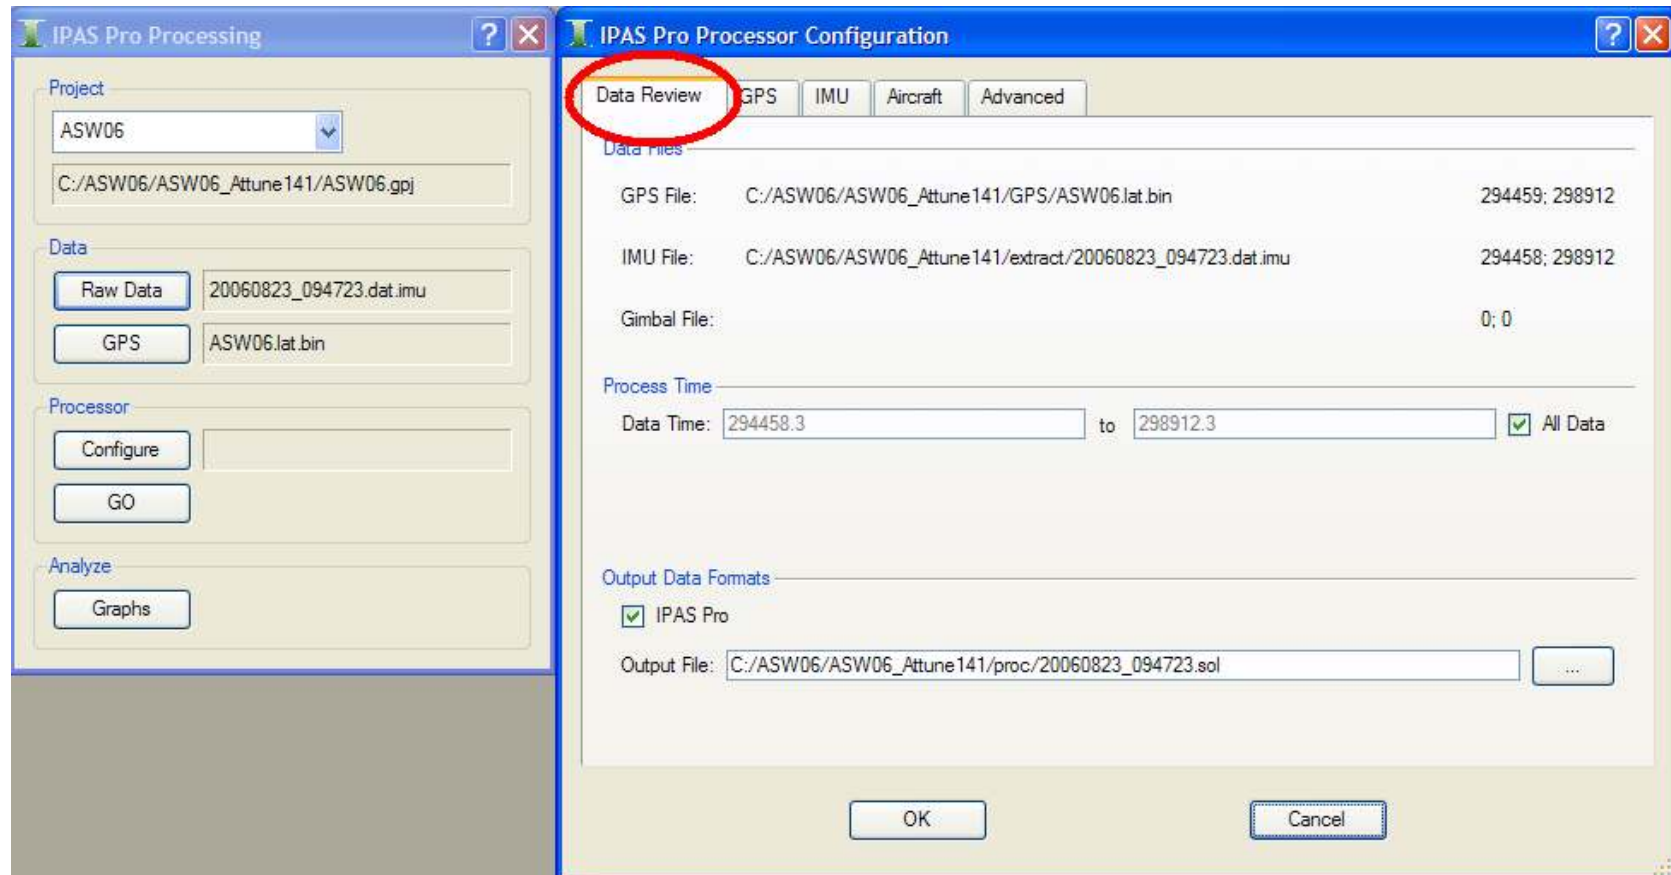 IPAS Pro Processing
Project
ASW06
C:/ASW06/ASW06_Attune141/ASW06.gpj
Data
Raw Data 20060823_094723.dat.imu
GPS ASW06.lat.bin
Processor
Configure
GO
Analyze
Graphs
IPAS Pro Processor Configuration
Data Review GPS IMU Aircraft Advanced
Data Files
GPS File: C:/ASW06/ASW06_Attune141/GPS/ASW06.lat.bin 294459; 298912
IMU File: C:/ASW06/ASW06_Attune141/extract/20060823_094723.dat.imu 294458; 298912
Gimbal File: 0; 0
Process Time
Data Time: 294458.3 to 298912.3 All Data
Output Data Formats
IPAS Pro
Output File: C:/ASW06/ASW06_Attune141/proc/20060823_094723.sol ...
OK Cancel